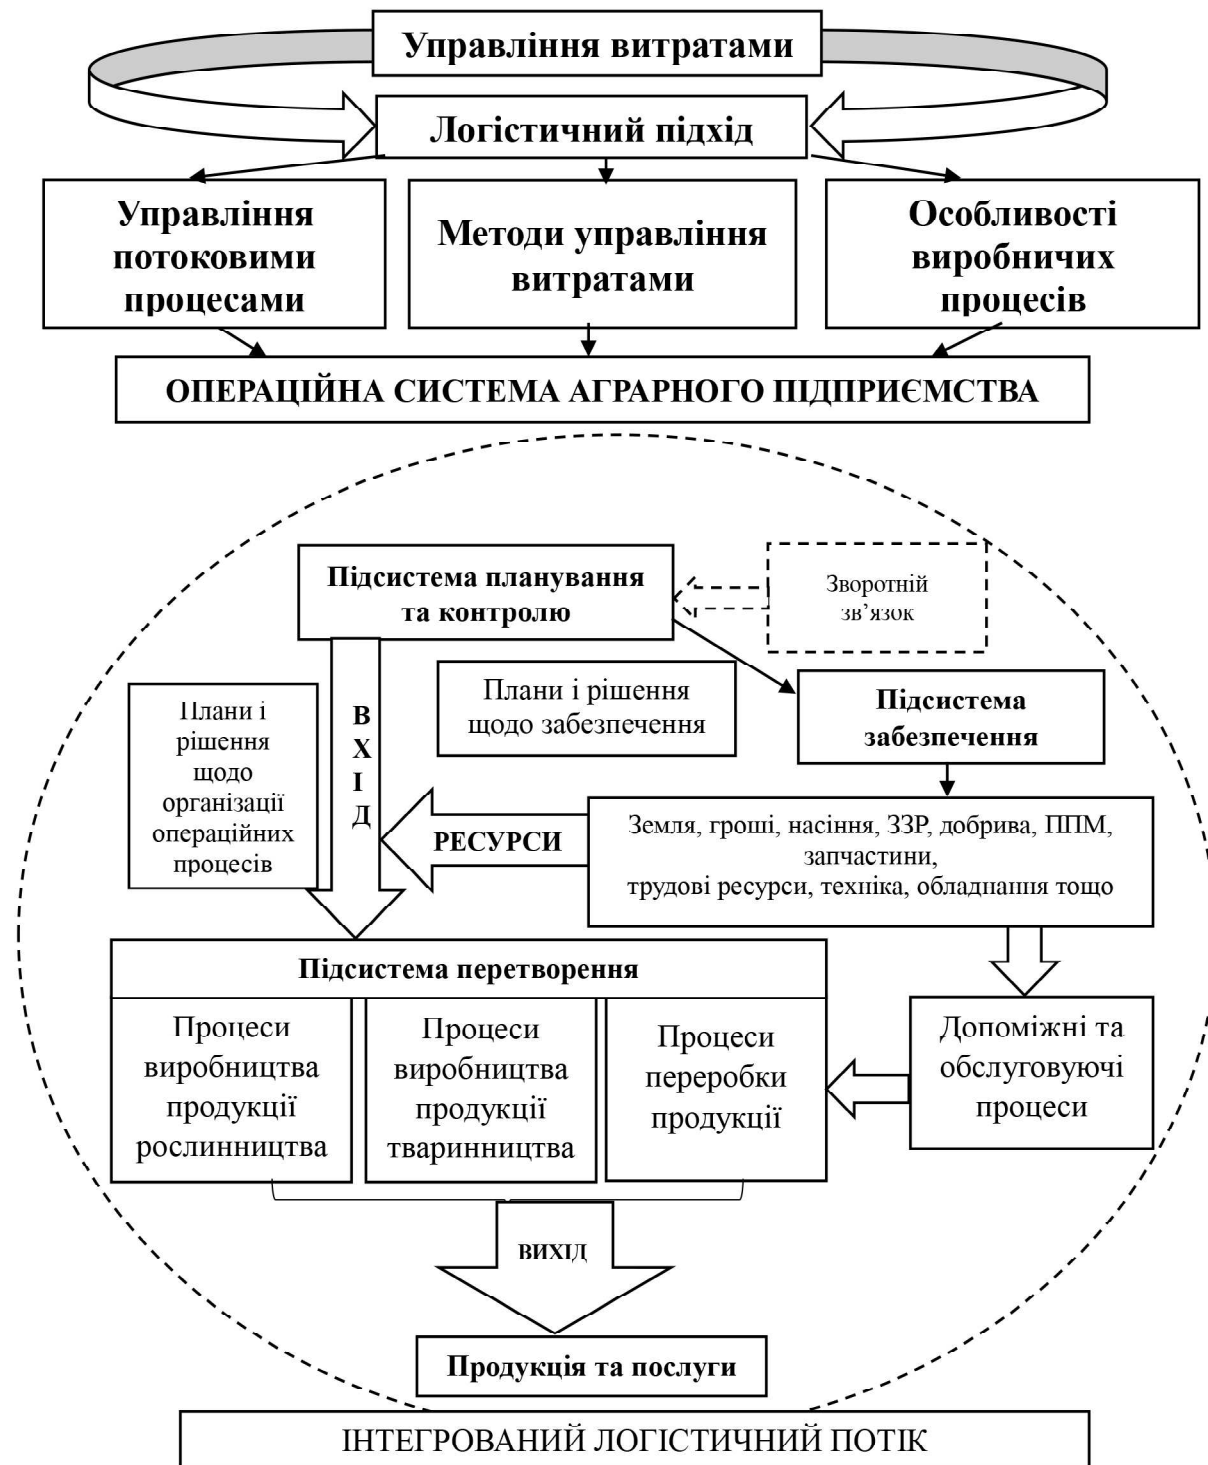 Управління витратами
Логістичний підхід
Управління
потоковими
процесами
Методи управління
витратами
Особливості
виробничих
процесів
ОПЕРАЦІЙНА СИСТЕМА АГРАРНОГО ПІДПРИЄМСТВА
Підсистема планування
та контролю
Зворотній
зв’язок
Плани і
рішення
щодо
організації
операційних
процесів
В
Х
І
Д
Плани і рішення
щодо забезпечення
Підсистема
забезпечення
РЕСУРСИ
Земля, гроші, насіння, ЗЗР, добрива, ППМ,
запчастини,
трудові ресурси, техніка, обладнання тощо
Підсистема перетворення
Процеси
виробництва
продукції
рослинництва
Процеси
виробництва
продукції
тваринництва
Процеси
переробки
продукції
Допоміжні та
обслуговуючі
процеси
ВИХІД
Продукція та послуги
ІНТЕГРОВАНИЙ ЛОГІСТИЧНИЙ ПОТІК